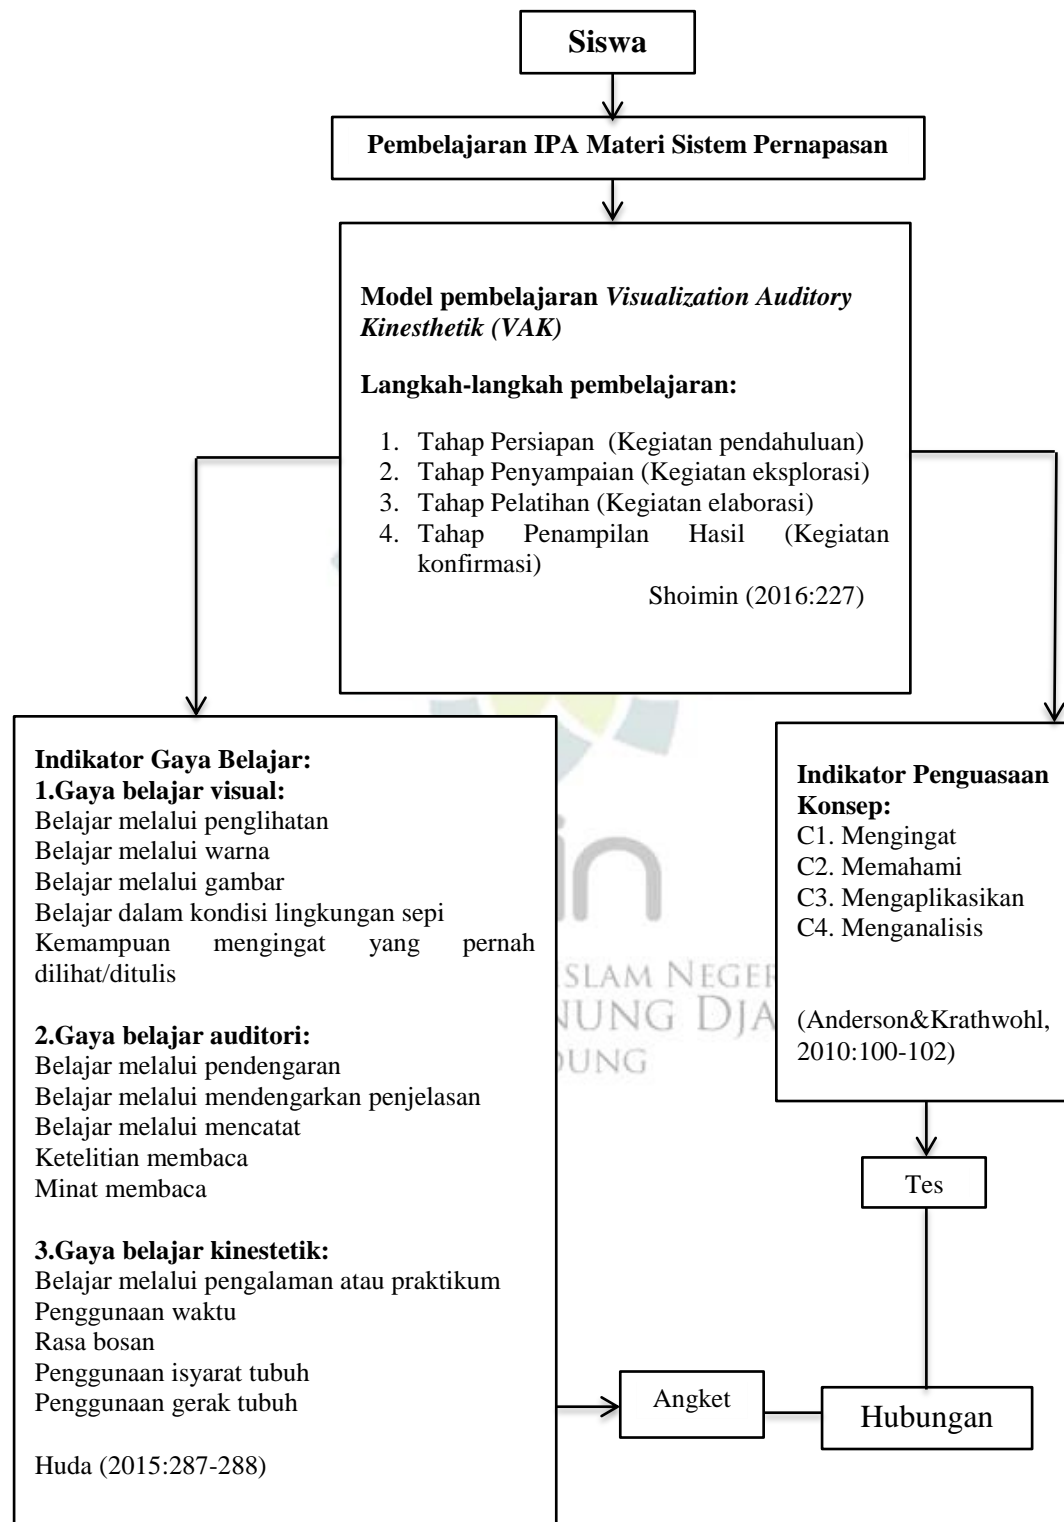 Siswa
Pembelajaran IPA Materi Sistem Pernapasan
Model pembelajaran Visualization Auditory
Kinesthetik (VAK)
Langkah-langkah pembelajaran:
1. Tahap Persiapan (Kegiatan pendahuluan)
2. Tahap Penyampaian (Kegiatan eksplorasi)
3. Tahap Pelatihan (Kegiatan elaborasi)
4. Tahap Penampilan Hasil (Kegiatan
konfirmasi)
Shoimin (2016:227)
Indikator Gaya Belajar:
1.Gaya belajar visual:
Belajar melalui penglihatan
Belajar melalui warna
Belajar melalui gambar
Belajar dalam kondisi lingkungan sepi
Kemampuan mengingat yang pernah
dilihat/ditulis
2.Gaya belajar auditori:
Belajar melalui pendengaran
Belajar melalui mendengarkan penjelasan
Belajar melalui mencatat
Ketelitian membaca
Minat membaca
3.Gaya belajar kinestetik:
Belajar melalui pengalaman atau praktikum
Penggunaan waktu
Rasa bosan
Penggunaan isyarat tubuh
Penggunaan gerak tubuh
Huda (2015:287-288)
Indikator Penguasaan
Konsep:
C1. Mengingat
C2. Memahami
C3. Mengaplikasikan
C4. Menganalisis
(Anderson&Krathwohl,
2010:100-102)
Tes
Angket
Hubungan
in
ISLAM NEGER
NUNG DJA
DUNG